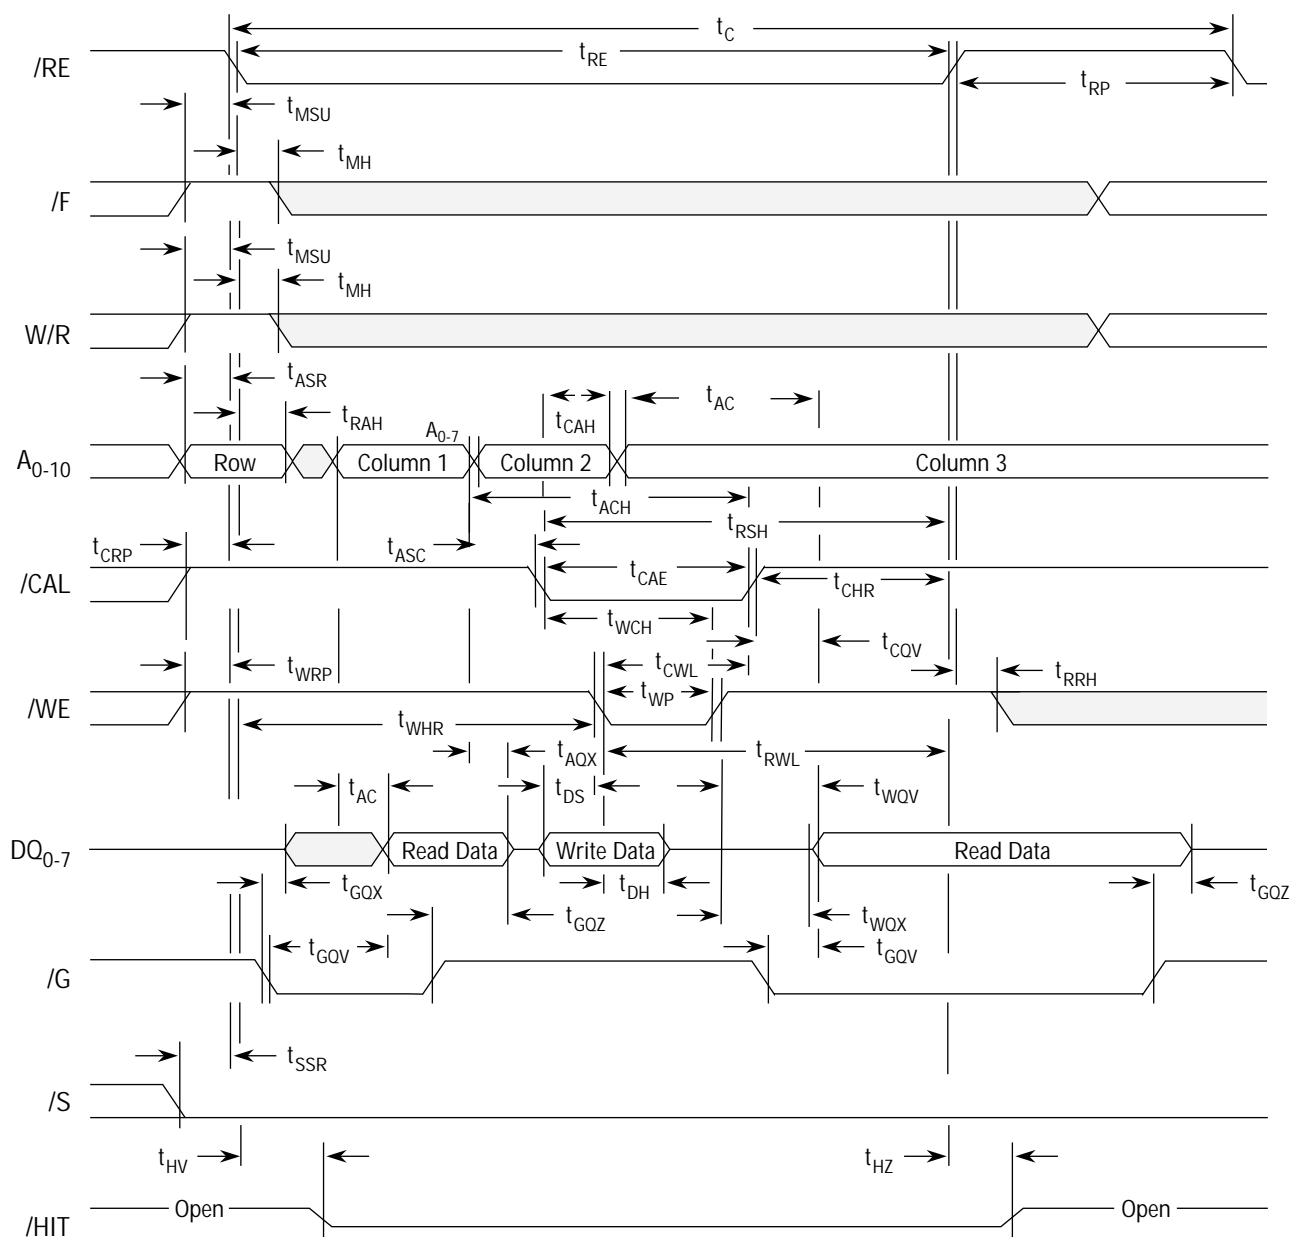 tC
/RE
tRE
tRP
tMSU
tMH
/F
tMSU
tMH
W/R
tASR
tRAH
tCAH
tAC
A0-7
A0-10
Row
Column 1
Column 2
Column 3
tACH
tRSH
tCRP
tASC
/CAL
tCAE
tCHR
tWCH
tCQV
tWRP
tCWL
tRRH
/WE
tWP
tWHR
tAQX
tRWL
tAC
tDS
tWQV
DQ0-7
Read Data
Write Data
Read Data
tGQX
tDH
tGQZ
tGQZ
tWQX
tGQV
tGQV
/G
tSSR
/S
tHV
tHZ
Open
Open
/HIT